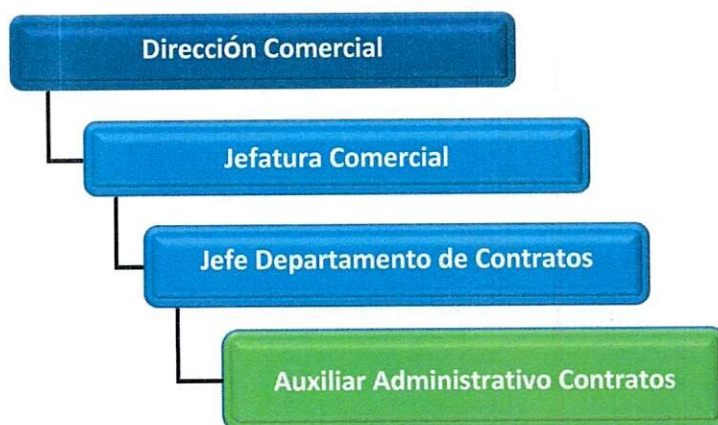 Dirección Comercial
Jefatura Comercial
Jefe Departamento de Contratos
Auxiliar Administrativo Contratos